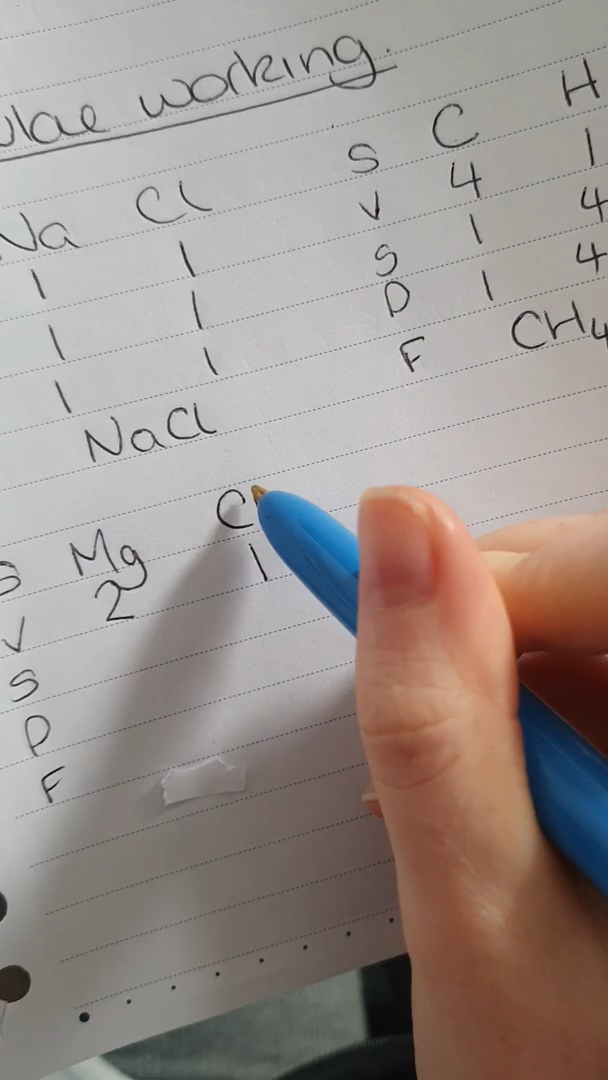 ulae working.
Na Cl
1 1
1 1
1 1
NaCl
S C H
V 4 1
S 1 4
D 1 4
F CH4
S Mg C
V 2 1
S
D
F